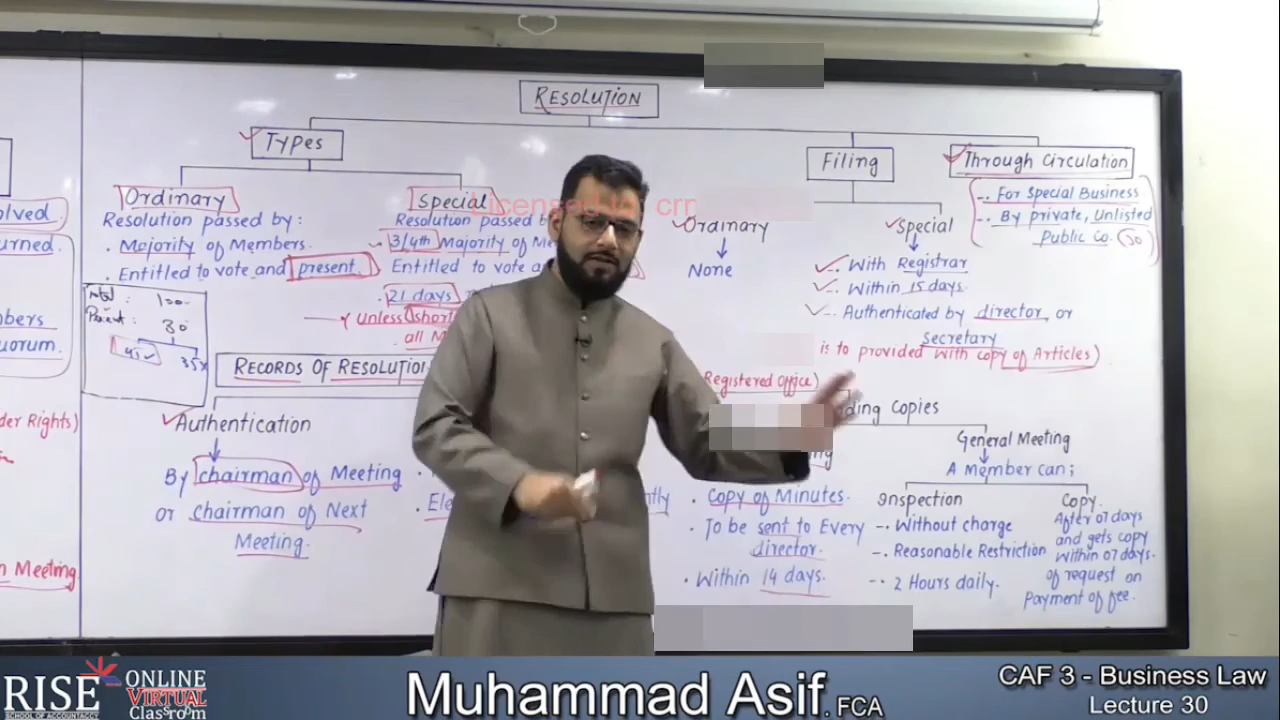 RESOLUTION
Types
Filing
Through Circulation
Ordinary
Resolution passed by:
. Majority of Members.
. Entitled to vote and present.
Total : 100
Present : 30
special
Resolution passed b
3/4th Majority of Me
Entitled to vote a
. 21 days
unless short
all M
Licensed crr
Ordinary
None
special
-. With Registrar
-. Within 15 days.
-. Authenticated by director, or
secretary
is to provided with copy of Articles)
-. For Special Business
-. By private, Unlisted
Public Co.
olved
urned.
mbers
uorum.
der Rights)
n Meeting
RECORDS OF RESOLUTIO
Registered Office)
Authentication
By chairman of Meeting
or chairman of Next
Meeting.
ntly
ding Copies
. Copy of Minutes.
. To be sent to Every
director.
. Within 14 days.
General Meeting
A member can;
Inspection
-. Without charge
-. Reasonable Restriction
-. 2 Hours daily.
Copy.
After 07 days
and gets copy
within 07 days.
of request on
payment of fee.
RISE
SCHOOL OF ACCOUNTANCY
ONLINE
VIRTUAL
Classroom
Muhammad Asif. FCA
CAF 3 - Business Law
Lecture 30